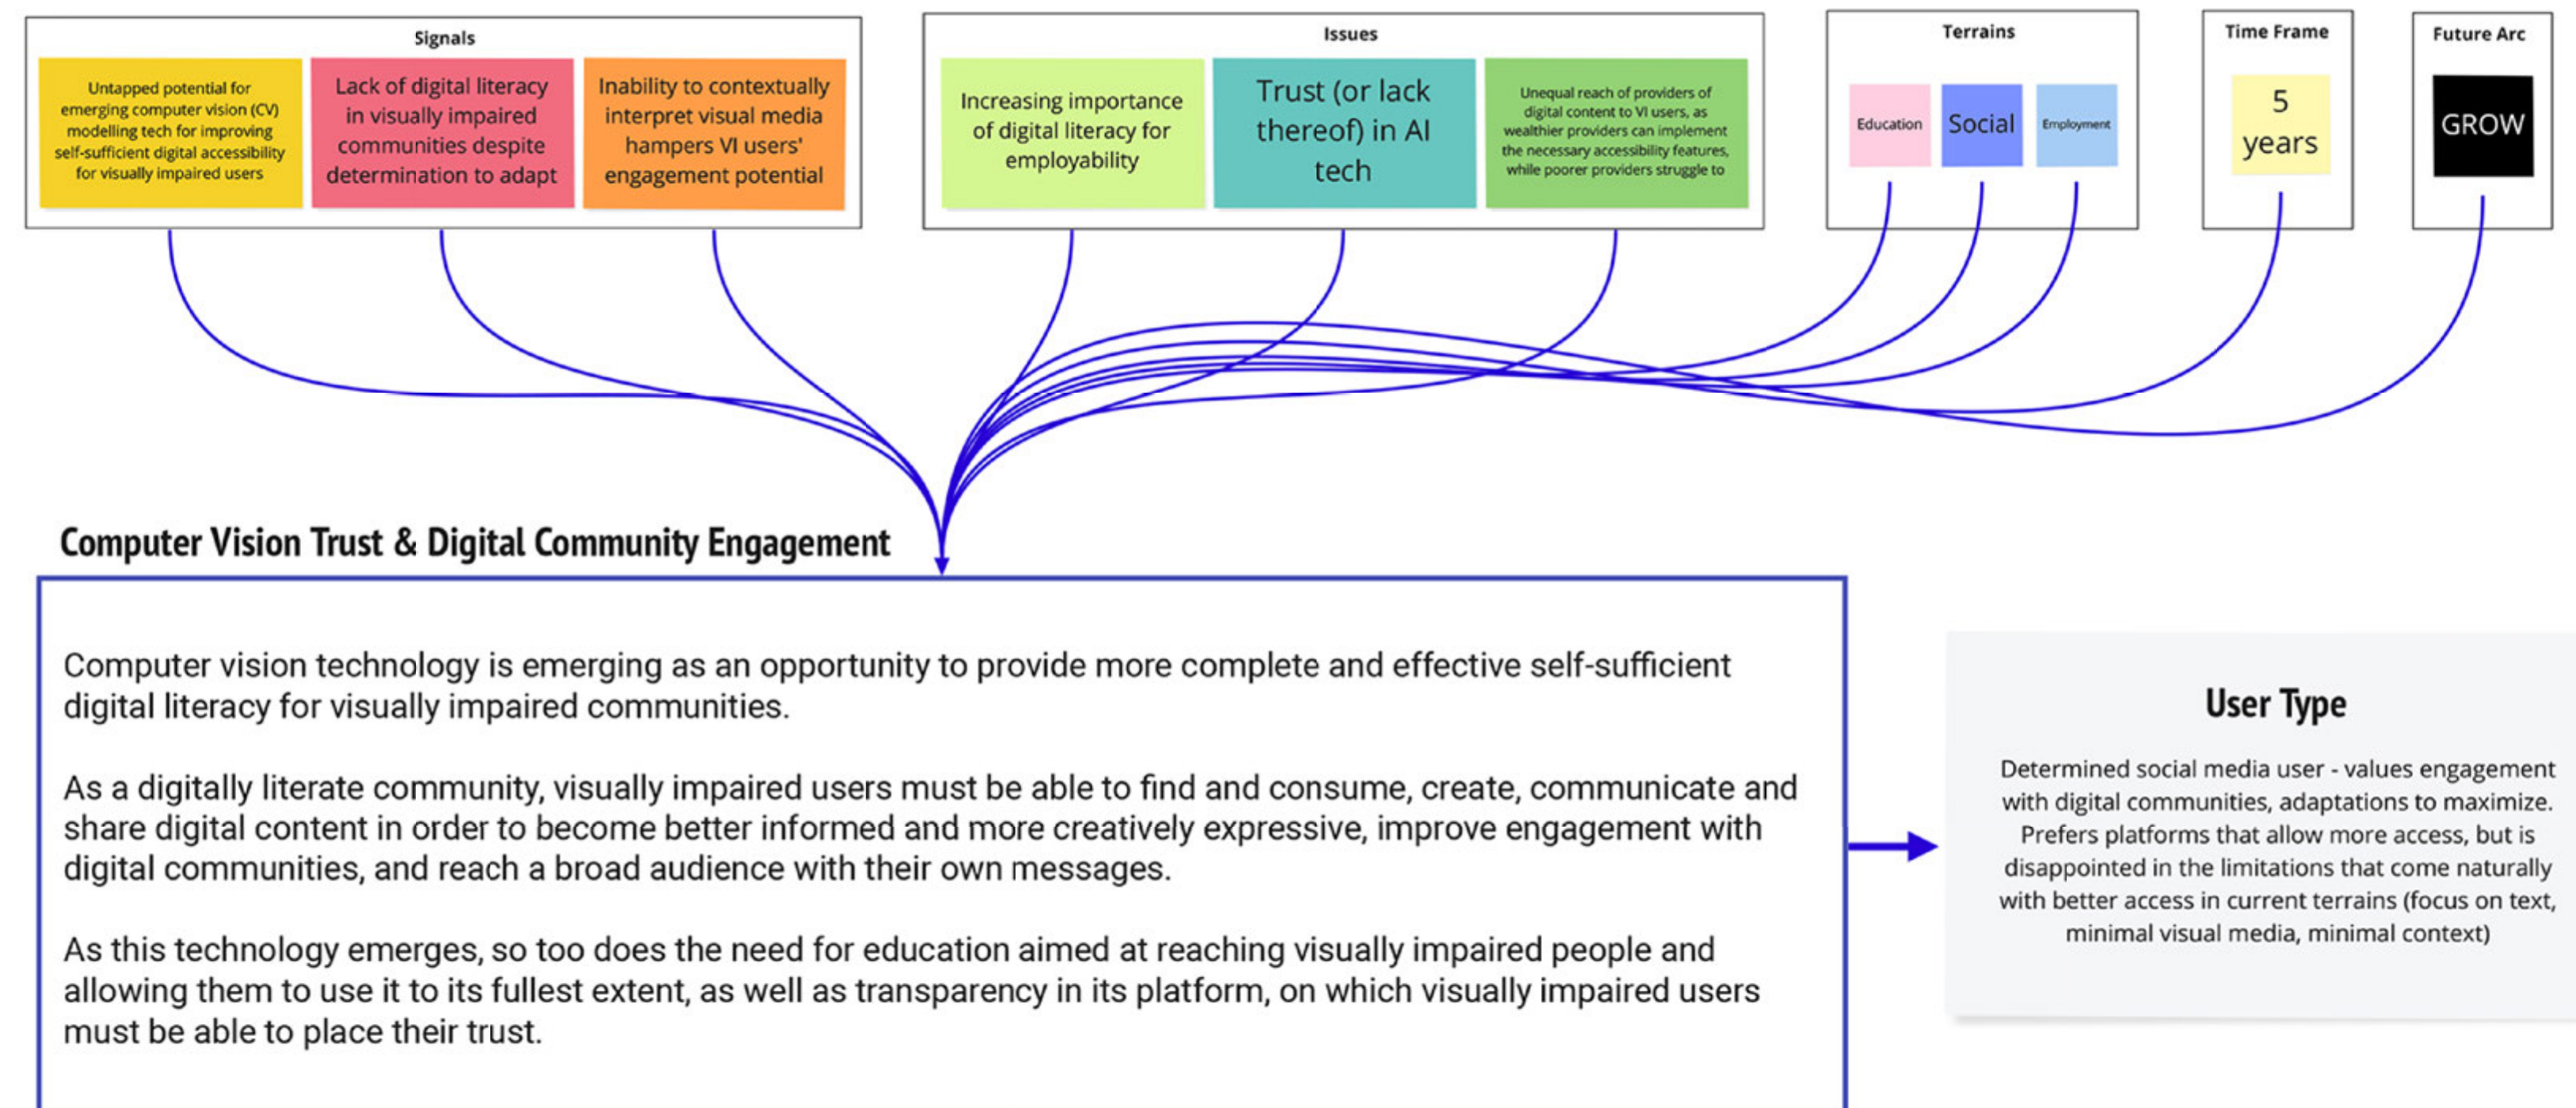 Signals
Untapped potential for
emerging computer vision (CV)
modelling tech for improving
self-sufficient digital accessibility
for visually impaired users
Lack of digital literacy
in visually impaired
communities despite
determination to adapt
Inability to contextually
interpret visual media
hampers VI users'
engagement potential
Issues
Increasing importance
of digital literacy for
employability
Trust (or lack
thereof) in AI
tech
Unequal reach of providers of
digital content to VI users, as
wealthier providers can implement
the necessary accessibility features,
while poorer providers struggle to
Terrains
Education
Social
Employment
Time Frame
5
years
Future Arc
GROW
Computer Vision Trust & Digital Community Engagement
Computer vision technology is emerging as an opportunity to provide more complete and effective self-sufficient
digital literacy for visually impaired communities.
As a digitally literate community, visually impaired users must be able to find and consume, create, communicate and
share digital content in order to become better informed and more creatively expressive, improve engagement with
digital communities, and reach a broad audience with their own messages.
As this technology emerges, so too does the need for education aimed at reaching visually impaired people and
allowing them to use it to its fullest extent, as well as transparency in its platform, on which visually impaired users
must be able to place their trust.
User Type
Determined social media user - values engagement
with digital communities, adaptations to maximize.
Prefers platforms that allow more access, but is
disappointed in the limitations that come naturally
with better access in current terrains (focus on text,
minimal visual media, minimal context)